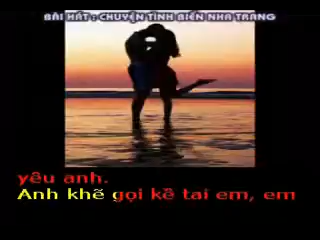 BÀI HÁT : CHUYỆN TÌNH BIỂN NHA TRANG
yêu anh.
Anh khẽ gọi kề tai em, em